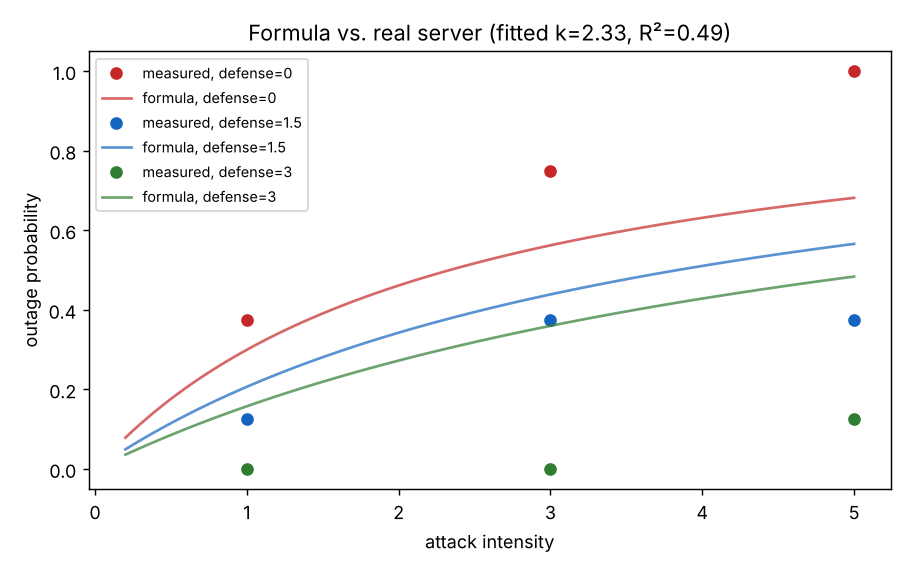 Formula vs. real server (fitted k=2.33, R²=0.49)
measured, defense=0
formula, defense=0
measured, defense=1.5
formula, defense=1.5
measured, defense=3
formula, defense=3
outage probability
1.0
0.8
0.6
0.4
0.2
0.0
0 1 2 3 4 5
attack intensity